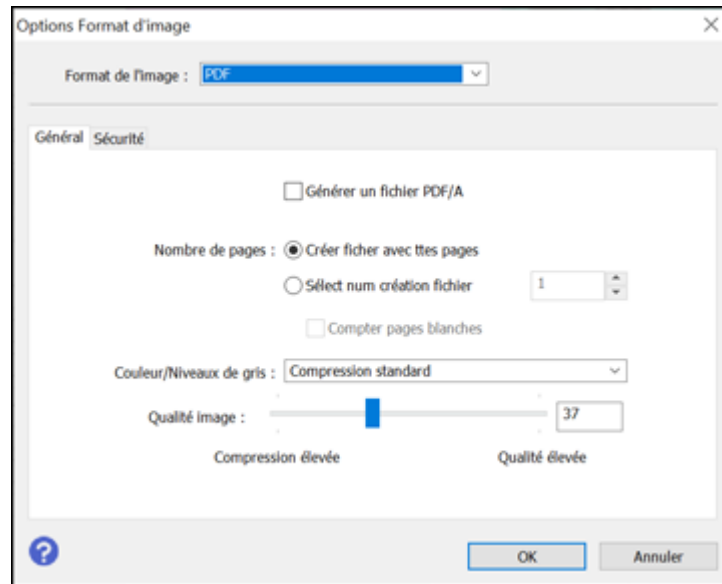 Options Format d'image
Format de l'image : PDF
Général Sécurité
Générer un fichier PDF/A
Nombre de pages : Créer ficher avec ttes pages
Sélect num création fichier 1
Compter pages blanches
Couleur/Niveaux de gris : Compression standard
Qualité image : 37
Compression élevée Qualité élevée
? OK Annuler